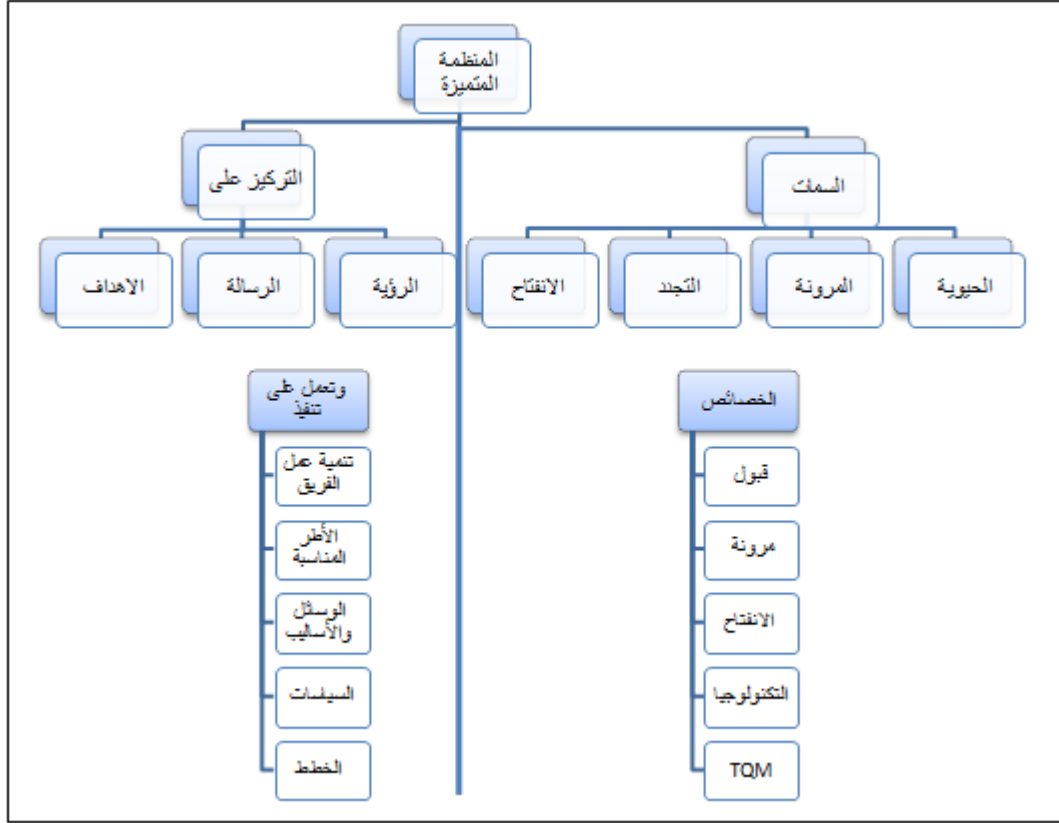 المنظمة
المتميزة
السمات
التركيز على
الحيوية
المرونة
التجدد
الانفتاح
الرؤية
الرسالة
الاهداف
الخصائص
قبول
مرونة
الانفتاح
التكنولوجيا
TQM
وتعمل على
تنفيذ
تنمية عمل
الفريق
الأطر
المناسبة
الوسائل
والأساليب
السياسات
الخطط